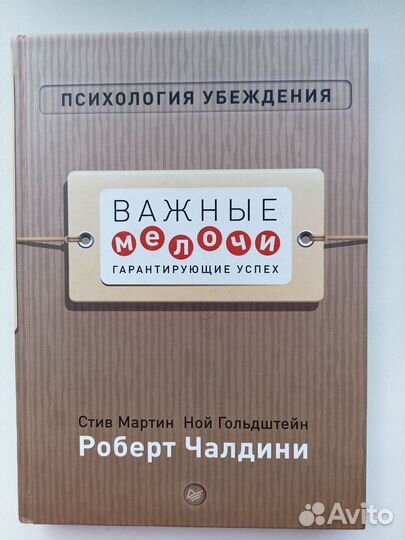 ПСИХОЛОГИЯ УБЕЖДЕНИЯ
ВАЖНЫЕ
мелочи
ГАРАНТИРУЮЩИЕ УСПЕХ
Стив Мартин Ной Гольдштейн
Роберт Чалдини
Avito